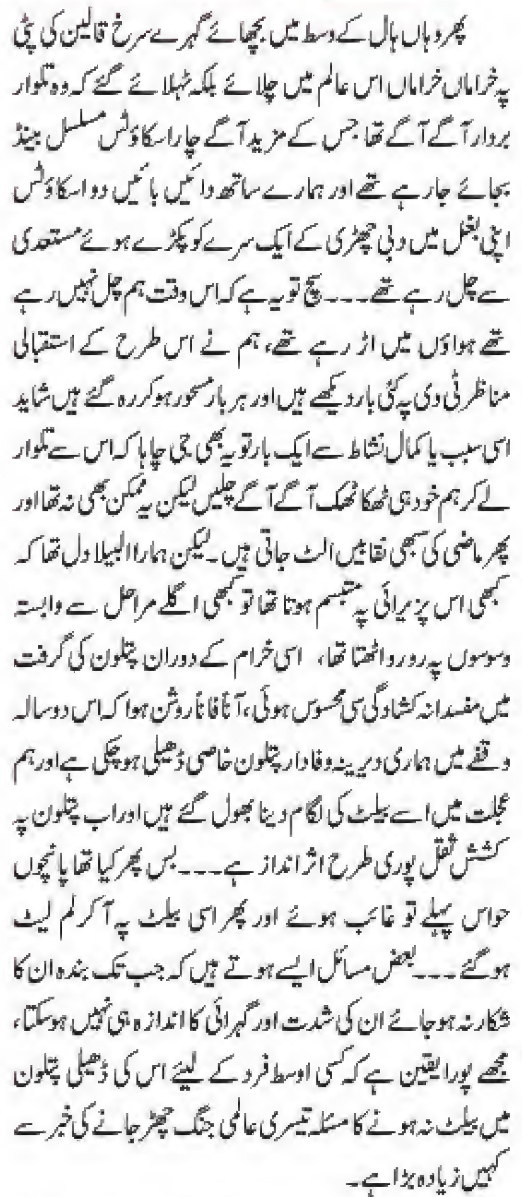 پھر وہاں ہال کے وسط میں بچھائے گہرے سرخ قالین کی پٹی
پہ خراماں خراماں اس عالم میں چلائے بلکہ ٹہلائے گئے کہ وہ تلوار
بردار آگے آگے تھا جس کے مزید آگے چار اسکاؤٹس مسلسل بینڈ
بجائے جارہے تھے اور ہمارے ساتھ دائیں بائیں دو اسکاؤٹس
اپنی بغل میں دبی چھڑی کے ایک سرے کو پکڑے ہوئے مستعدی
سے چل رہے تھے۔۔۔ سچ تو یہ ہے کہ اس وقت ہم چل نہیں رہے
تھے ہواؤں میں اڑ رہے تھے، ہم نے اس طرح کے استقبالی
مناظر ٹی وی پہ کئی بار دیکھے ہیں اور ہر بار مسحور ہوکر رہ گئے ہیں شاید
اسی سبب یا کمال نشاط سے ایک بار تو یہ بھی جی چاہا کہ اس سے تلوار
لے کر ہم خود ہی ٹھکا ٹھک آگے آگے چلیں لیکن یہ ممکن بھی نہ تھا اور
پھر ماضی کی سبھی نقابیں الٹ جاتی ہیں۔ لیکن ہمارا البیلا دل تھا کہ
کبھی اس پزیرائی پہ متبسم ہوتا تھا تو کبھی اگلے مراحل سے وابستہ
وسوسوں پہ رو رو اٹھتا تھا، اسی خرام کے دوران پتلون کی گرفت
میں مفسدانہ کشادگی سی محسوس ہوئی، آناً فاناً روشن ہوا کہ اس دو سالہ
وقفے میں ہماری دیرینہ وفادار پتلون خاصی ڈھیلی ہوچکی ہے اور ہم
عجلت میں اسے بیلٹ کی لگام دینا بھول گئے ہیں اور اب پتلون پہ
کشش ثقل پوری طرح اثر انداز ہے۔۔۔ بس پھر کیا تھا پانچوں
حواس پہلے تو غائب ہوئے اور پھر اسی بیلٹ پہ آ کر لم لیٹ
ہوگئے۔۔۔ بعض مسائل ایسے ہوتے ہیں کہ جب تک بندہ ان کا
شکار نہ ہوجائے ان کی شدت اور گہرائی کا اندازہ ہی نہیں ہوسکتا،
مجھے پورا یقین ہے کہ کسی اوسط فرد کے لیئے اس کی ڈھیلی پتلون
میں بیلٹ نہ ہونے کا مسئلہ تیسری عالمی جنگ چھڑ جانے کی خبر سے
کہیں زیادہ بڑا ہے۔